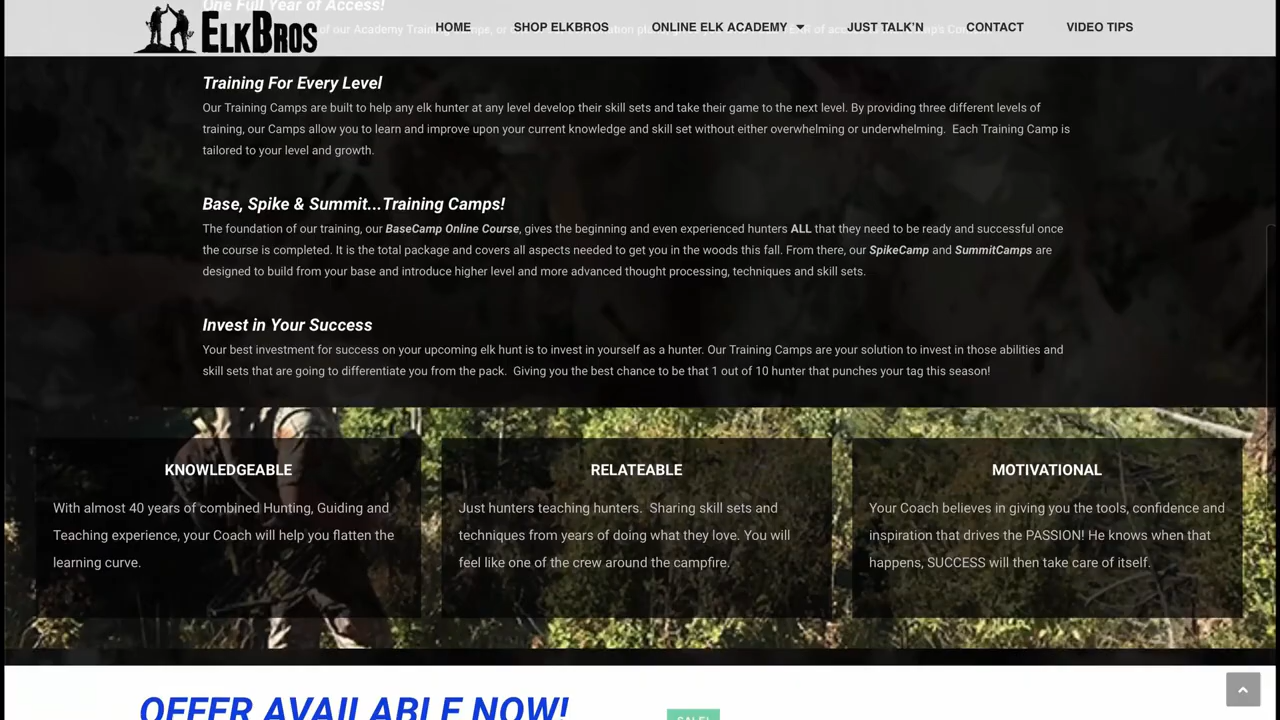 One Full Year of Access!
ELKBROS
HOME
SHOP ELKBROS
ONLINE ELK ACADEMY
JUST TALK'N
CONTACT
VIDEO TIPS
of our Academy Training
Training For Every Level
Our Training Camps are built to help any elk hunter at any level develop their skill sets and take their game to the next level. By providing three different levels of
training, our Camps allow you to learn and improve upon your current knowledge and skill set without either overwhelming or underwhelming. Each Training Camp is
tailored to your level and growth.
Base, Spike & Summit...Training Camps!
The foundation of our training, our BaseCamp Online Course, gives the beginning and even experienced hunters ALL that they need to be ready and successful once
the course is completed. It is the total package and covers all aspects needed to get you in the woods this fall. From there, our SpikeCamp and SummitCamps are
designed to build from your base and introduce higher level and more advanced thought processing, techniques and skill sets.
Invest in Your Success
Your best investment for success on your upcoming elk hunt is to invest in yourself as a hunter. Our Training Camps are your solution to invest in those abilities and
skill sets that are going to differentiate you from the pack. Giving you the best chance to be that 1 out of 10 hunter that punches your tag this season!
KNOWLEDGEABLE
With almost 40 years of combined Hunting, Guiding and
Teaching experience, your Coach will help you flatten the
learning curve.
RELATEABLE
Just hunters teaching hunters. Sharing skill sets and
techniques from years of doing what they love. You will
feel like one of the crew around the campfire.
MOTIVATIONAL
Your Coach believes in giving you the tools, confidence and
inspiration that drives the PASSION! He knows when that
happens, SUCCESS will then take care of itself.
OFFER AVAILABLE NOW!
SALE!